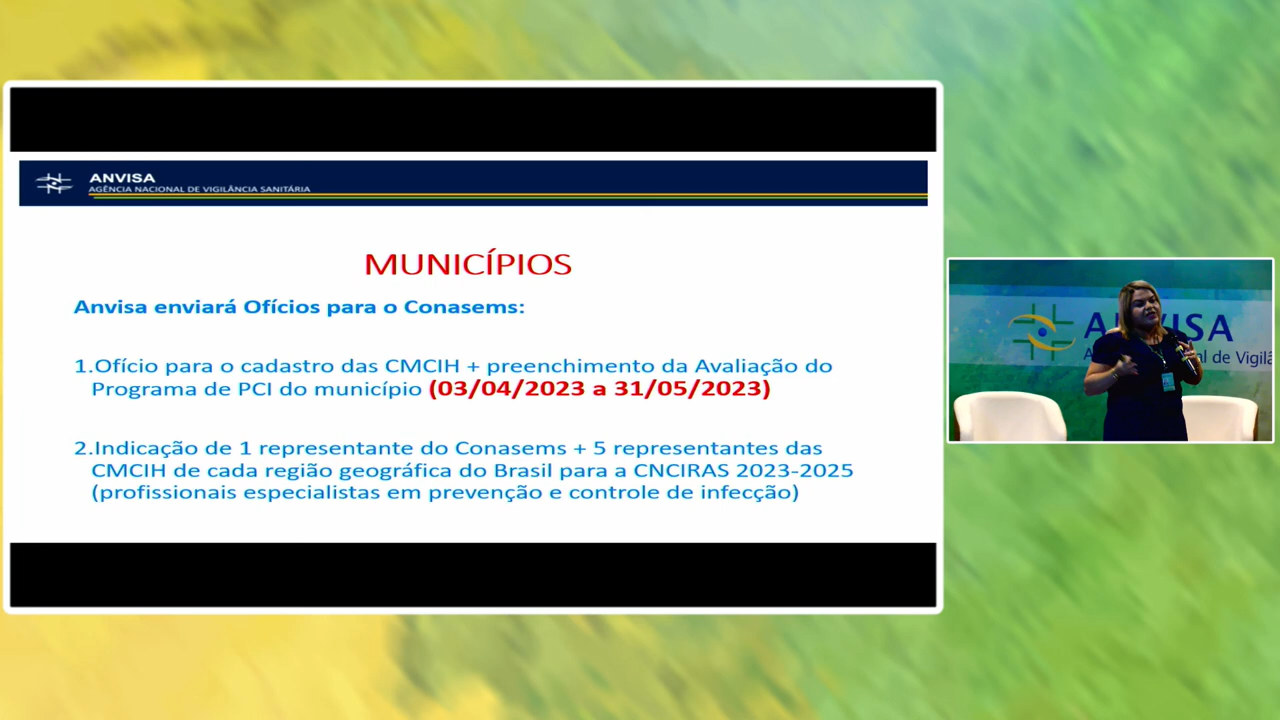 ANVISA
AGÊNCIA NACIONAL DE VIGILÂNCIA SANITÁRIA
MUNICÍPIOS
Anvisa enviará Ofícios para o Conasems:
1.Ofício para o cadastro das CMCIH + preenchimento da Avaliação do
Programa de PCI do município (03/04/2023 a 31/05/2023)
2.Indicação de 1 representante do Conasems + 5 representantes das
CMCIH de cada região geográfica do Brasil para a CNCIRAS 2023-2025
(profissionais especialistas em prevenção e controle de infecção)